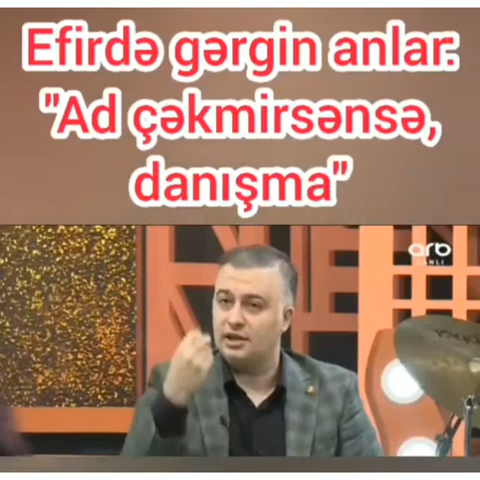 Efirdə gərgin anlar:
"Ad çəkmirsənsə,
danışma"
arb
CANLI